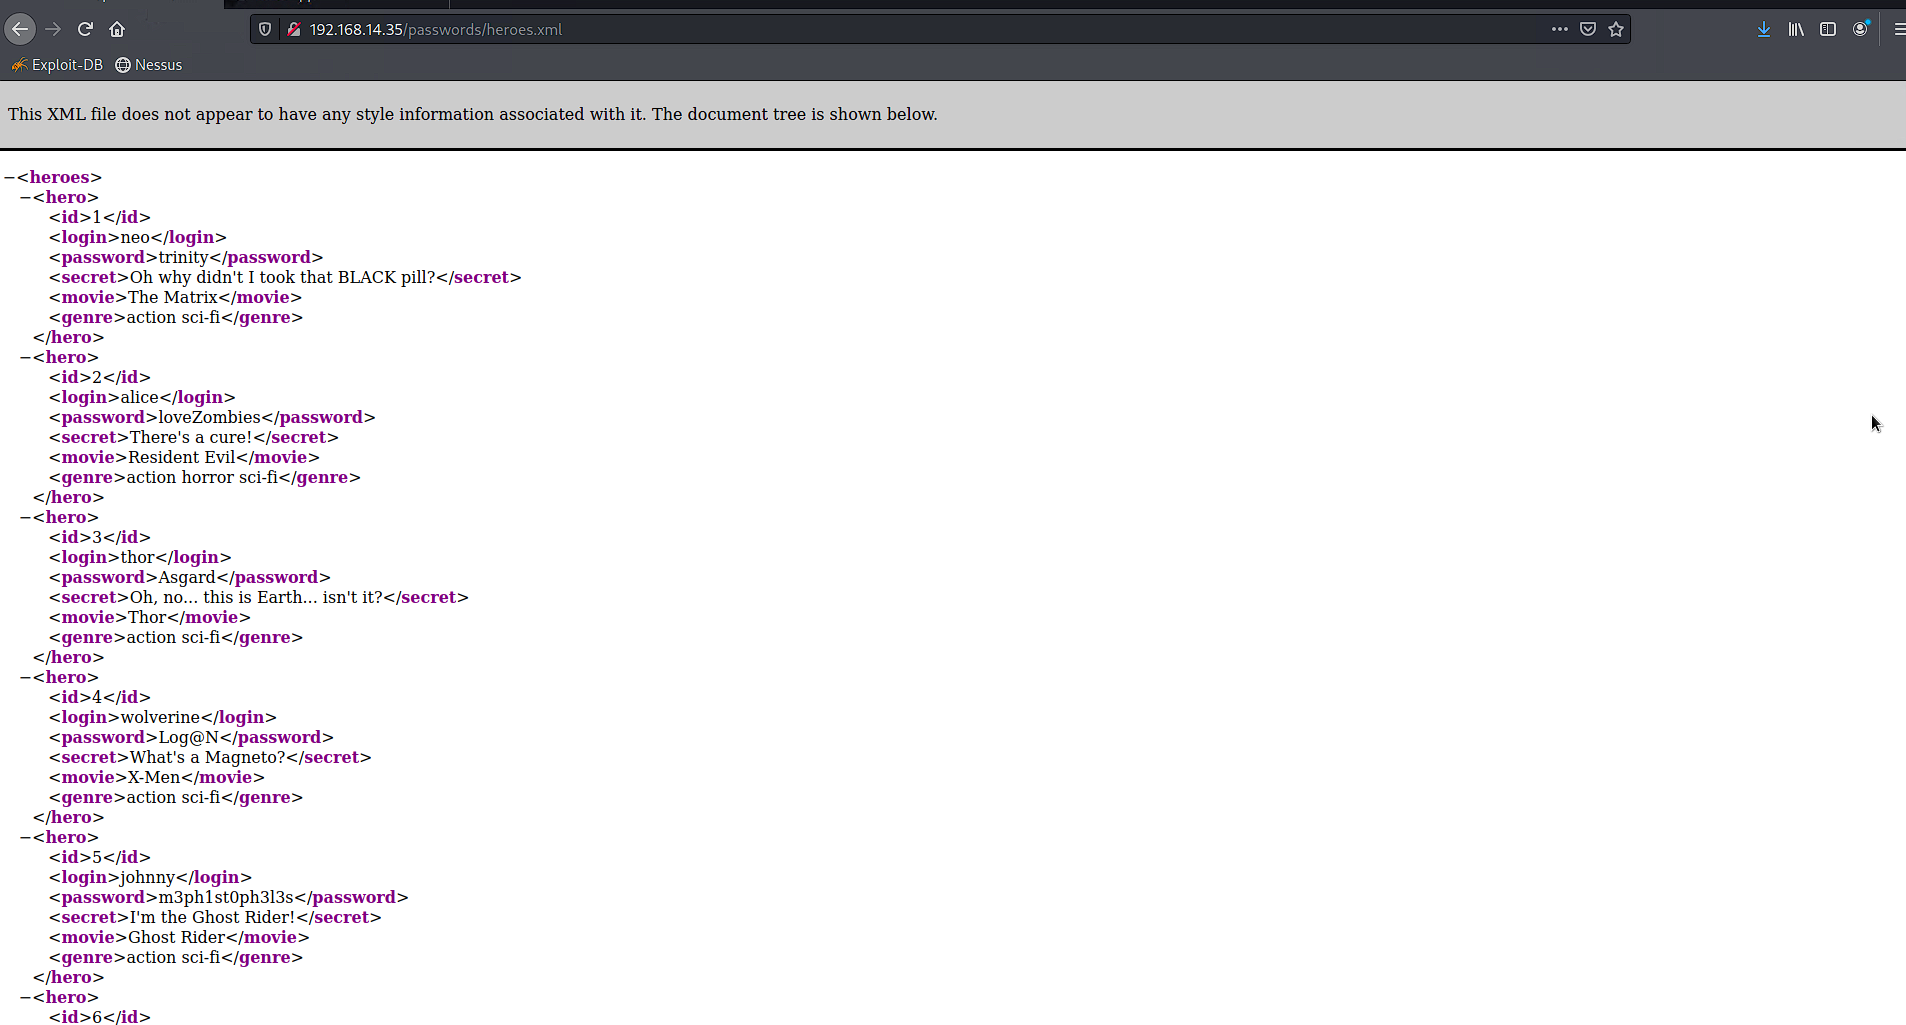 192.168.14.35/passwords/heroes.xml
Exploit-DB Nessus
This XML file does not appear to have any style information associated with it. The document tree is shown below.
−<heroes>
−<hero>
<id>1</id>
<login>neo</login>
<password>trinity</password>
<secret>Oh why didn't I took that BLACK pill?</secret>
<movie>The Matrix</movie>
<genre>action sci-fi</genre>
</hero>
−<hero>
<id>2</id>
<login>alice</login>
<password>loveZombies</password>
<secret>There's a cure!</secret>
<movie>Resident Evil</movie>
<genre>action horror sci-fi</genre>
</hero>
−<hero>
<id>3</id>
<login>thor</login>
<password>Asgard</password>
<secret>Oh, no... this is Earth... isn't it?</secret>
<movie>Thor</movie>
<genre>action sci-fi</genre>
</hero>
−<hero>
<id>4</id>
<login>wolverine</login>
<password>Log@N</password>
<secret>What's a Magneto?</secret>
<movie>X-Men</movie>
<genre>action sci-fi</genre>
</hero>
−<hero>
<id>5</id>
<login>johnny</login>
<password>m3ph1st0ph3l3s</password>
<secret>I'm the Ghost Rider!</secret>
<movie>Ghost Rider</movie>
<genre>action sci-fi</genre>
</hero>
−<hero>
<id>6</id>